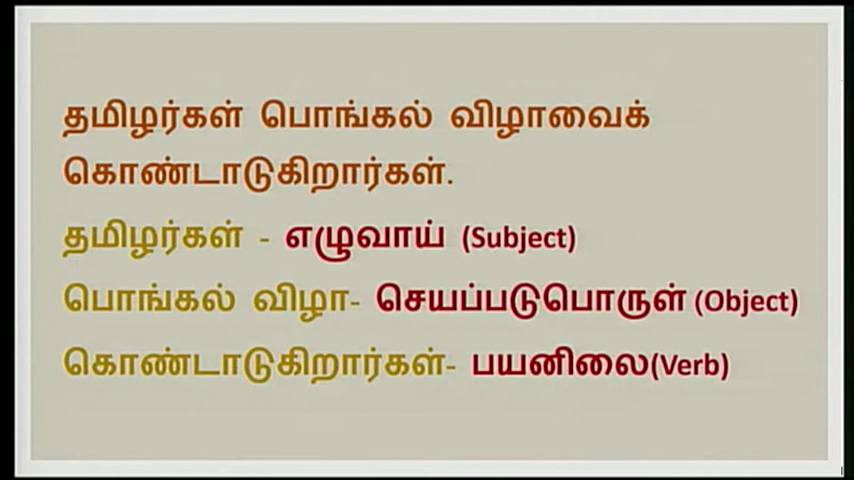 தமிழர்கள் பொங்கல் விழாவைக்
கொண்டாடுகிறார்கள்.
தமிழர்கள் - எழுவாய் (Subject)
பொங்கல் விழா- செயப்படுபொருள் (Object)
கொண்டாடுகிறார்கள்- பயனிலை(Verb)